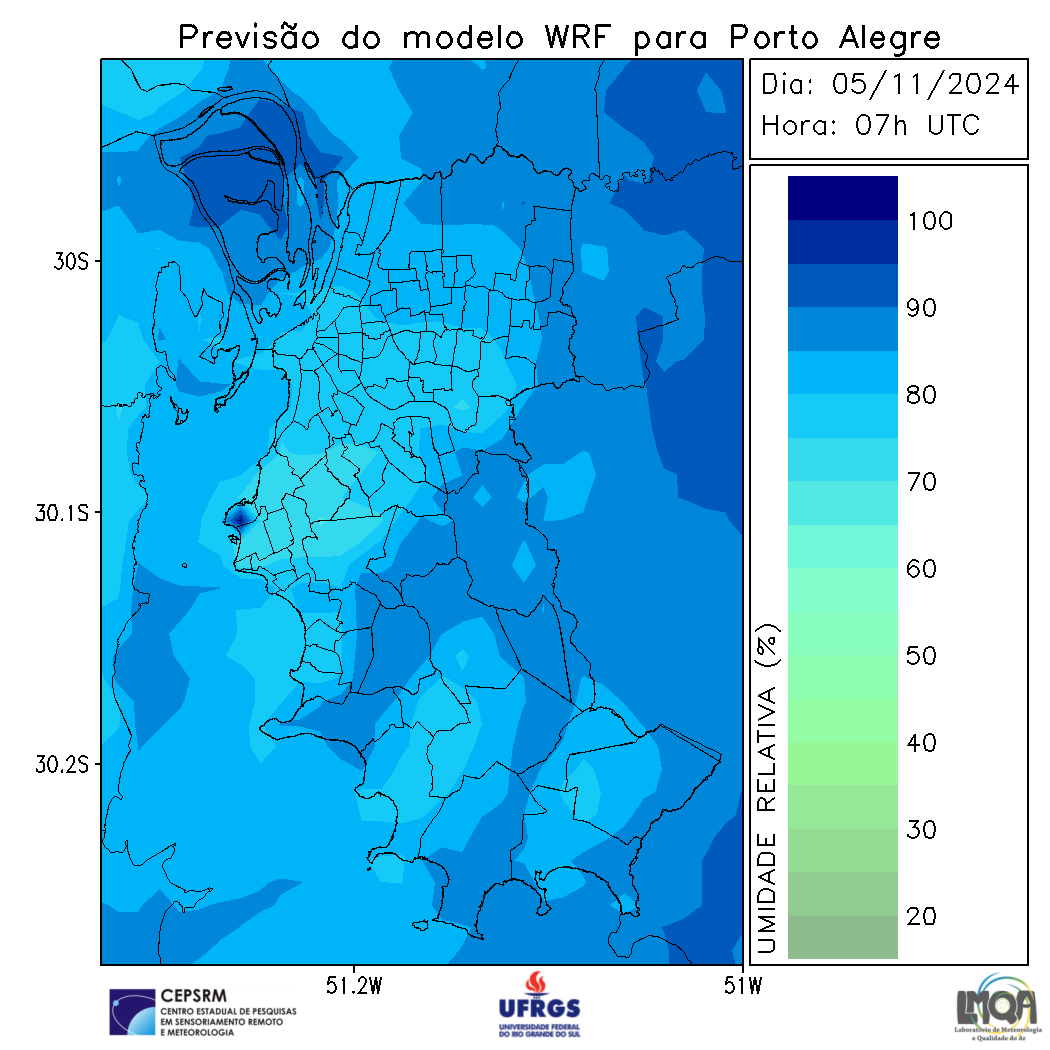 Previsão do modelo WRF para Porto Alegre
Dia: 05/11/2024
Hora: 07h UTC
30S
30.1S
30.2S
51.2W
51W
UMIDADE RELATIVA (%)
100
90
80
70
60
50
40
30
20
CEPSRM
CENTRO ESTADUAL DE PESQUISAS
EM SENSORIAMENTO REMOTO
E METEOROLOGIA
UFRGS
UNIVERSIDADE FEDERAL
DO RIO GRANDE DO SUL
LMQA
Laboratório de Meteorologia
e Qualidade do Ar